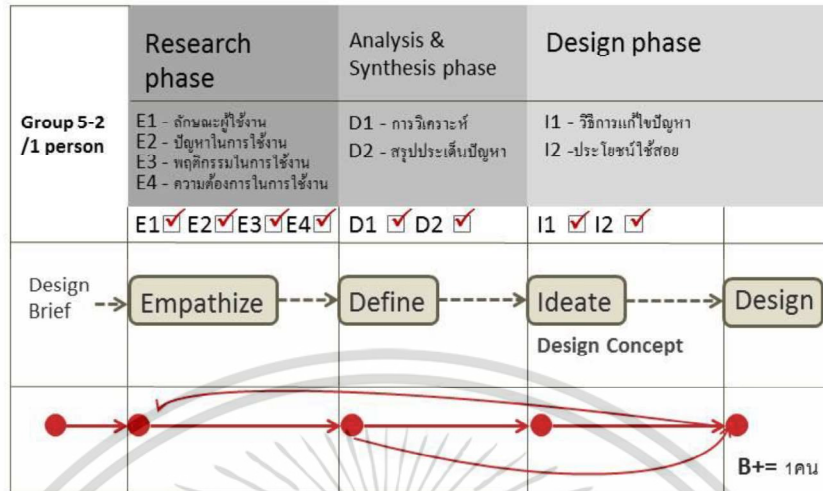 Research
phase
Analysis &
Synthesis phase
Design phase
Group 5-2
/1 person
E1 - ลักษณะผู้ใช้งาน
E2 - ปัญหาในการใช้งาน
E3 - พฤติกรรมในการใช้งาน
E4 - ความต้องการในการใช้งาน
D1 - การวิเคราะห์
D2 - สรุปประเด็นปัญหา
I1 - วิธีการแก้ไขปัญหา
I2 -ประโยชน์ใช้สอย
E1 E2 E3 E4
D1 D2
I1 I2
Design
Brief
Empathize
Define
Ideate
Design
Design Concept
B+= 1คน